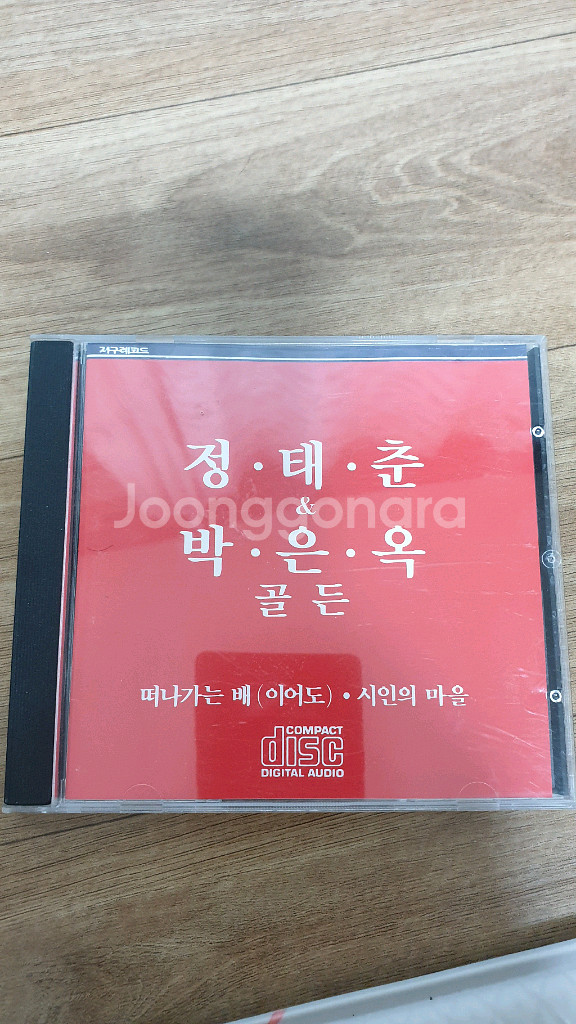 지구레코드
정·태·춘
&
Joonggonara
박·은·옥
골 든
떠나가는 배 (이어도) • 시인의 마을
COMPACT
disc
DIGITAL AUDIO